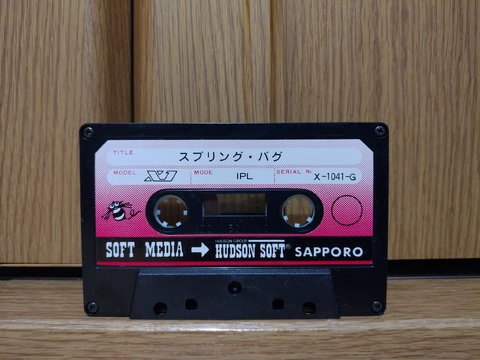 TITLE スプリング・バグ
MODEL X1 MODE IPL SERIAL No. X-1041-G
HUDSON GROUP
SOFT MEDIA → HUDSON SOFT® SAPPORO